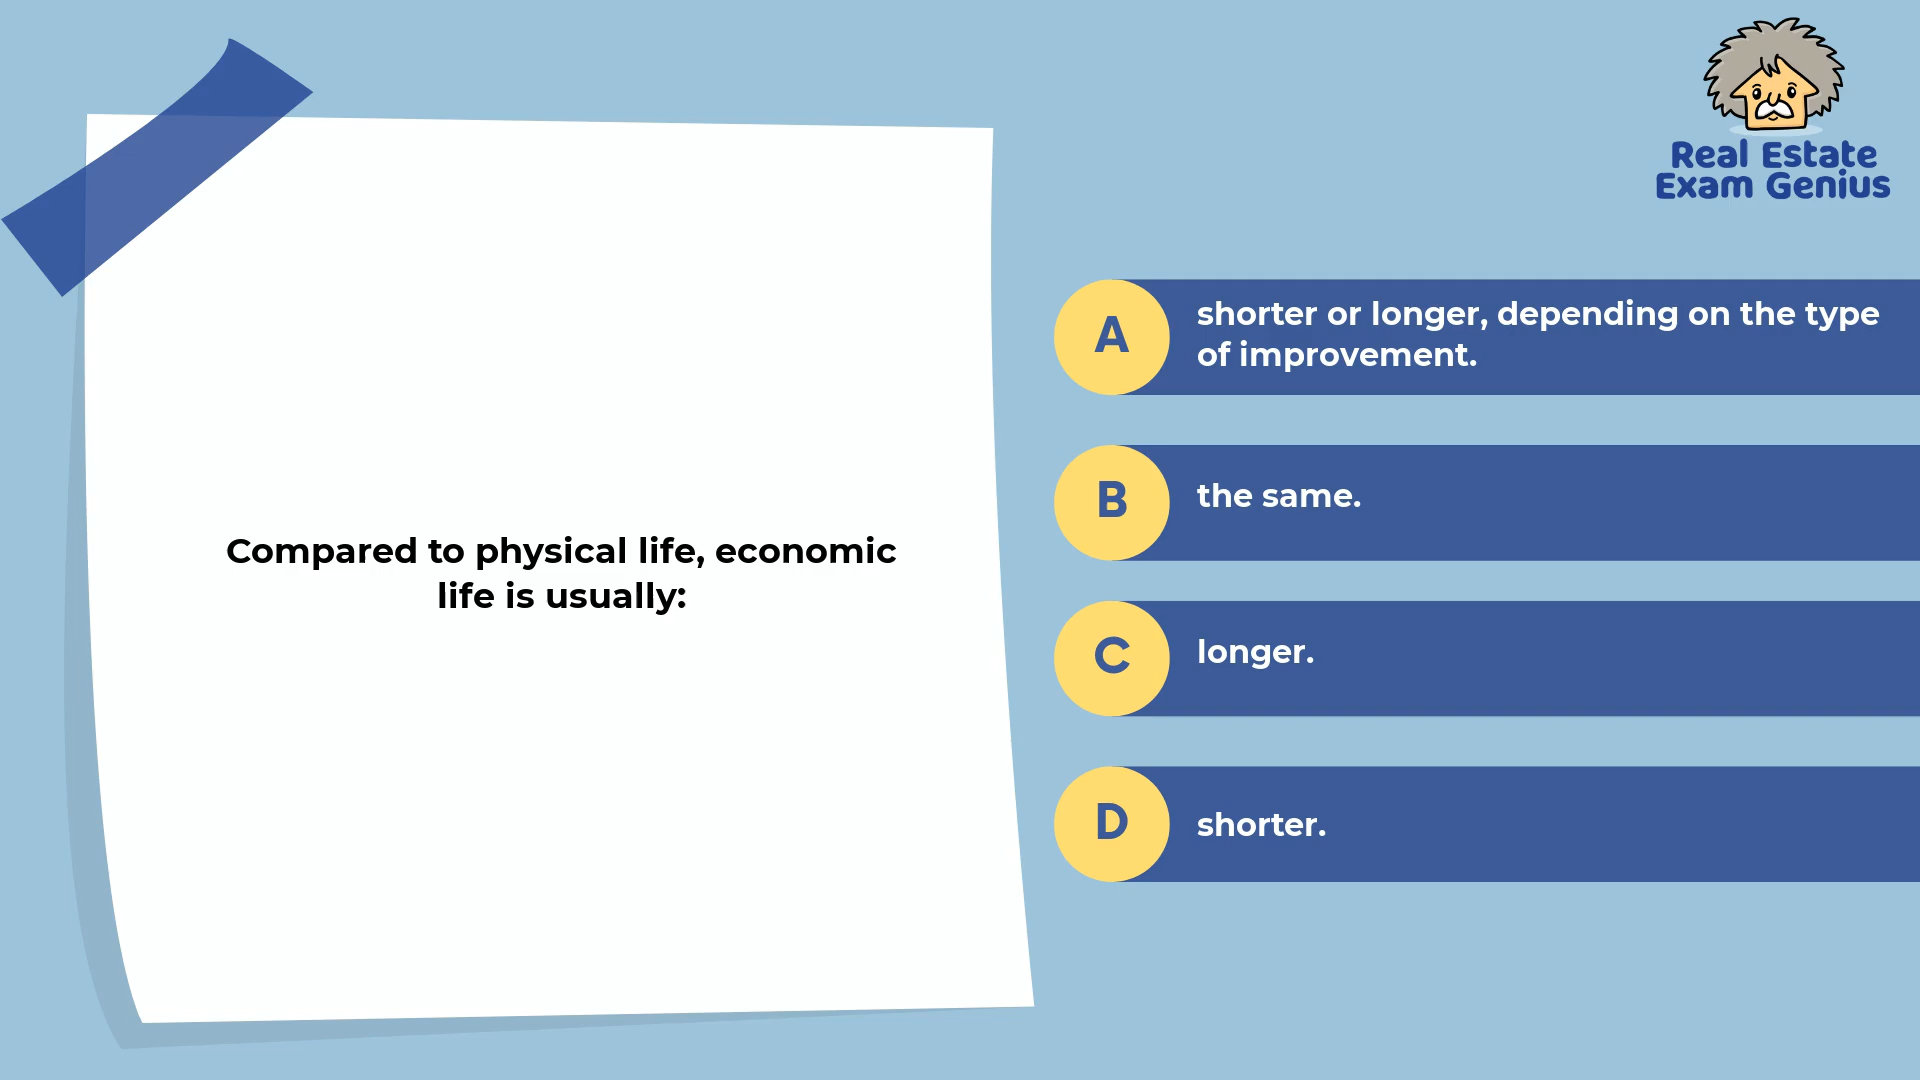 Real Estate
Exam Genius
Compared to physical life, economic
life is usually:
A
shorter or longer, depending on the type
of improvement.
B
the same.
C
longer.
D
shorter.